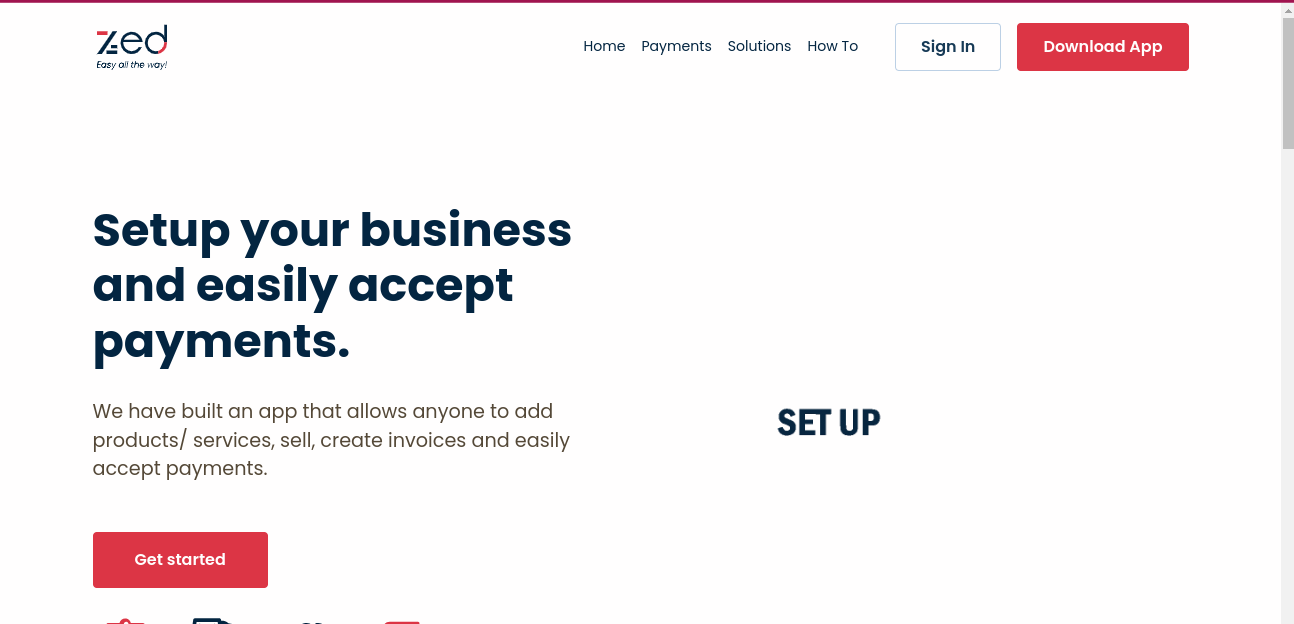 zed
Easy all the way!
Home Payments Solutions How To Sign In Download App
Setup your business
and easily accept
payments.
We have built an app that allows anyone to add
products/ services, sell, create invoices and easily
accept payments.
SET UP
Get started